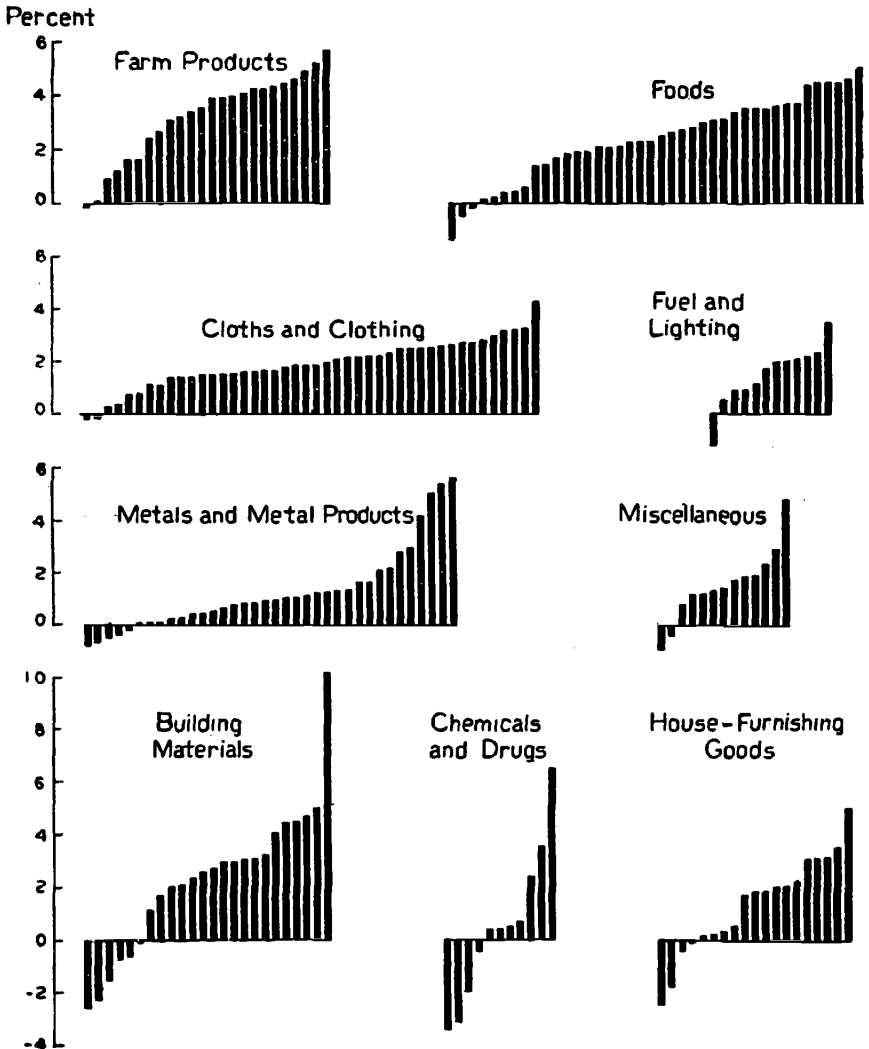 Percent
6
4
2
0
Farm Products
Foods
6
4
2
0
Cloths and Clothing
Fuel and
Lighting
6
4
2
0
Metals and Metal Products
Miscellaneous
10
8
6
4
2
0
-2
-4
Building
Materials
Chemicals
and Drugs
House-Furnishing
Goods